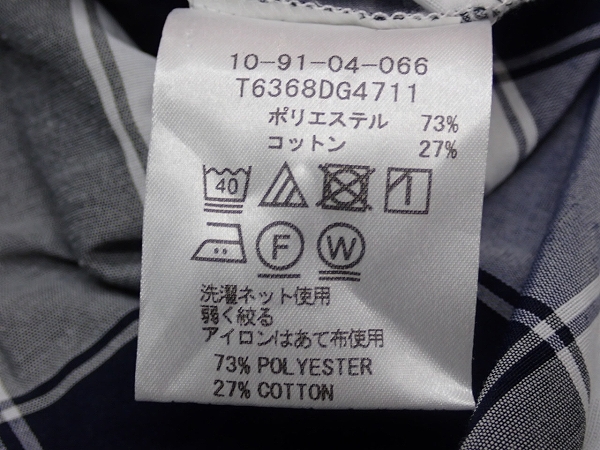 10-91-04-066
T6368DG4711
ポリエステル 73%
コットン 27%
40
F W
洗濯ネット使用
弱く絞る
アイロンはあて布使用
73% POLYESTER
27% COTTON